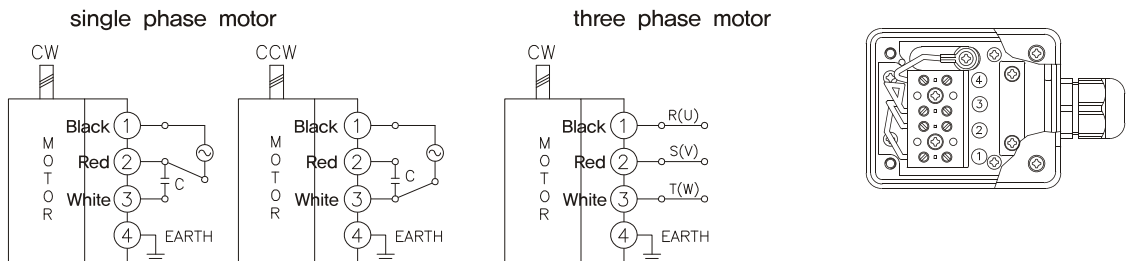 single phase motor
three phase motor
CW
CCW
CW
MOTOR
Black 1
Red 2
White 3
4 EARTH
C
MOTOR
Black 1
Red 2
White 3
4 EARTH
C
MOTOR
Black 1 R(U)
Red 2 S(V)
White 3 T(W)
4 EARTH
4
3
2
1